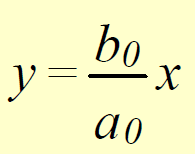 y = b0/a0 x